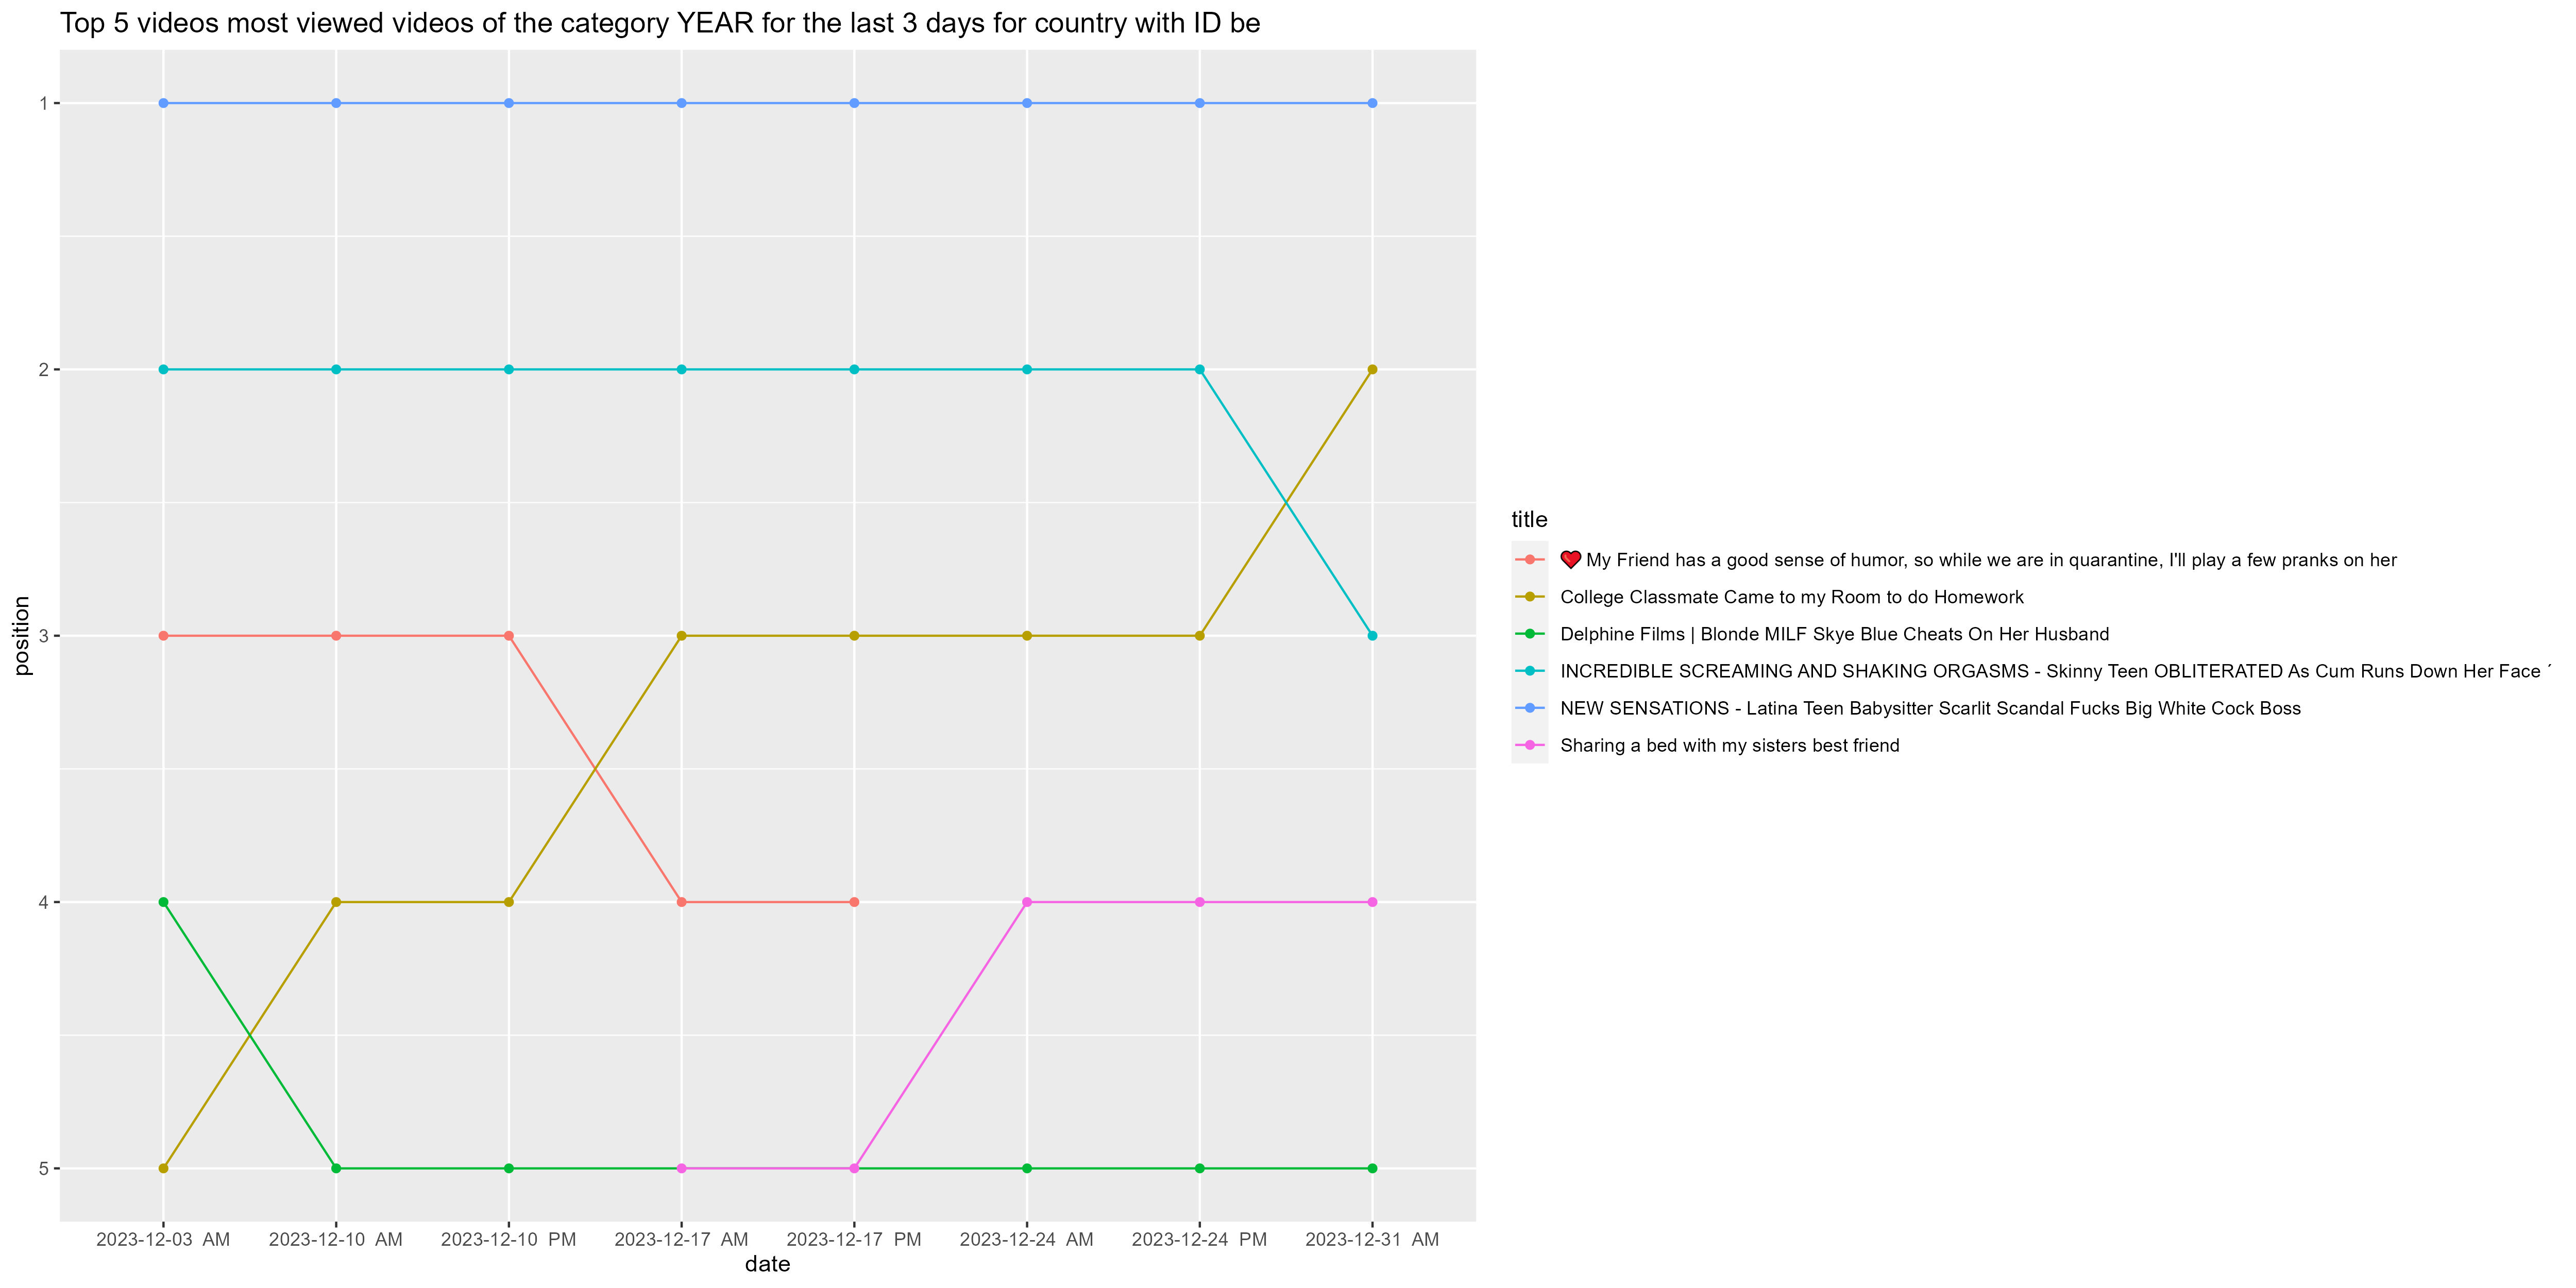 Top 5 videos most viewed videos of the category YEAR for the last 3 days for country with ID be
1
2
3
4
5
position
2023-12-03 AM
2023-12-10 AM
2023-12-10 PM
2023-12-17 AM
2023-12-17 PM
2023-12-24 AM
2023-12-24 PM
2023-12-31 AM
date
title
❤️ My Friend has a good sense of humor, so while we are in quarantine, I'll play a few pranks on her
College Classmate Came to my Room to do Homework
Delphine Films | Blonde MILF Skye Blue Cheats On Her Husband
INCREDIBLE SCREAMING AND SHAKING ORGASMS - Skinny Teen OBLITERATED As Cum Runs Down Her Face
NEW SENSATIONS - Latina Teen Babysitter Scarlit Scandal Fucks Big White Cock Boss
Sharing a bed with my sisters best friend